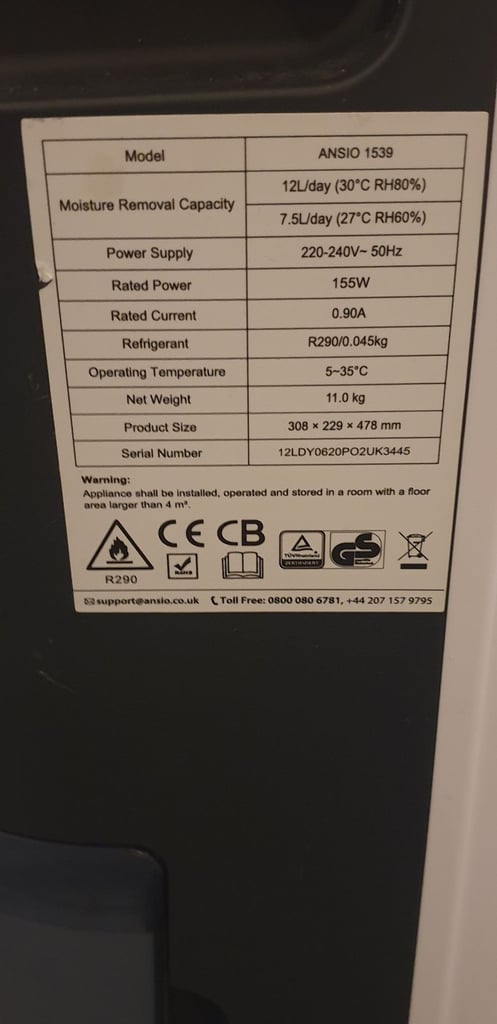 Model ANSIO 1539
Moisture Removal Capacity 12L/day (30°C RH80%)
7.5L/day (27°C RH60%)
Power Supply 220-240V~ 50Hz
Rated Power 155W
Rated Current 0.90A
Refrigerant R290/0.045kg
Operating Temperature 5~35°C
Net Weight 11.0 kg
Product Size 308 × 229 × 478 mm
Serial Number 12LDY0620PO2UK3445
Warning:
Appliance shall be installed, operated and stored in a room with a floor
area larger than 4 m².
CE CB
TÜVRheinland GS
RoHS
R290
support@ansio.co.uk Toll Free: 0800 080 6781, +44 207 157 9795